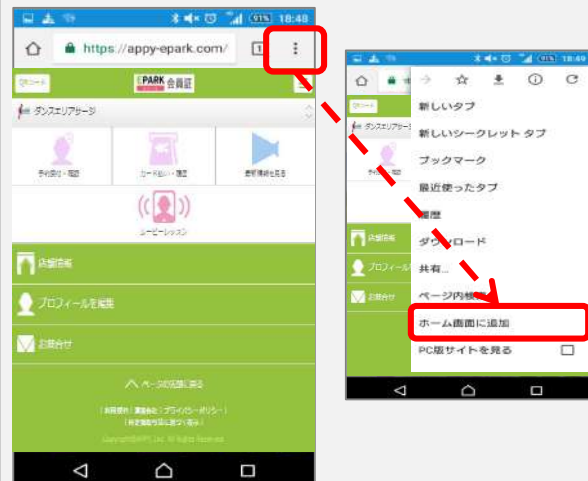 91% 18:48
https://appy-epark.com/
EPARK 会員証
ダンスエリアサージ
予約受付・確認
カード払い・確認
最新情報を見る
ムービーレッスン
店舗情報
プロフィールを編集
お問合せ
ページの先頭に戻る
91% 18:49
新しいタブ
新しいシークレット タブ
ブックマーク
最近使ったタブ
履歴
ダウンロード
共有...
ページ内検索
ホーム画面に追加
PC版サイトを見る